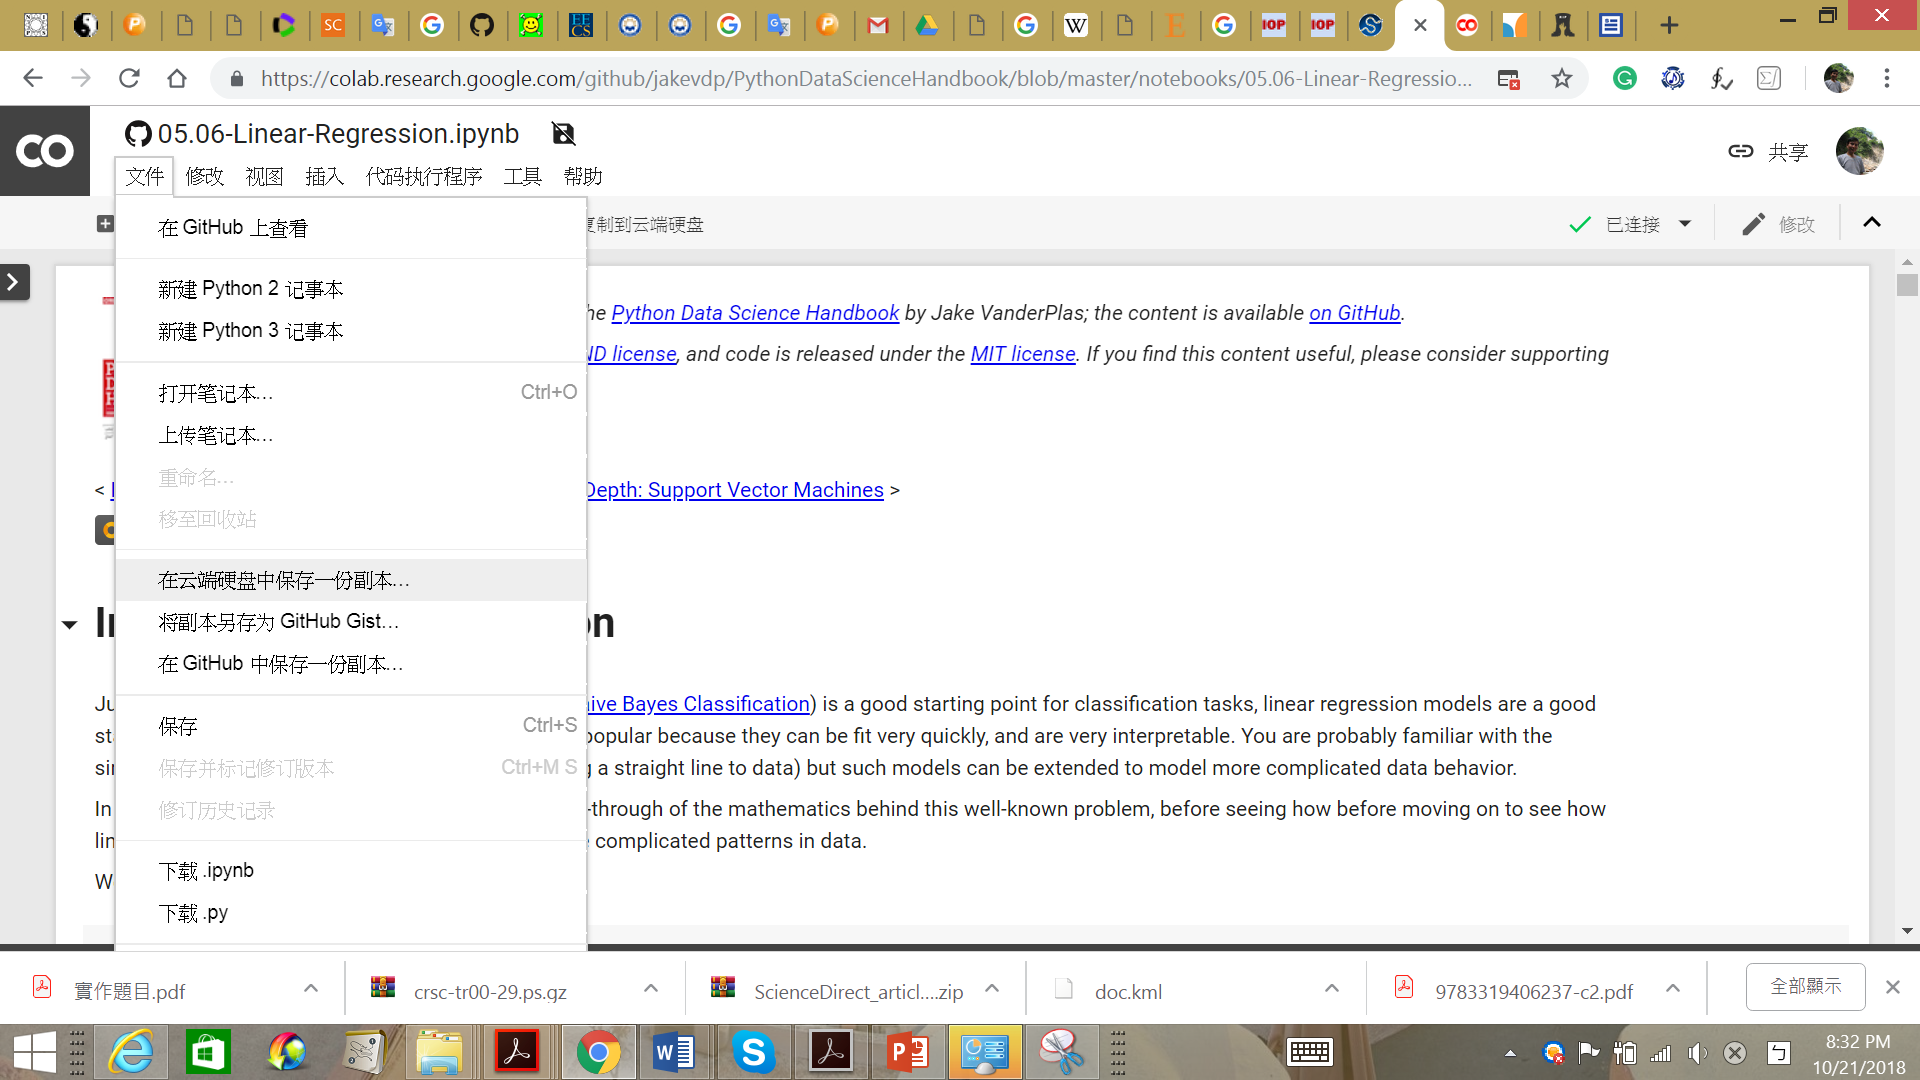 SC
EE
CS
IOP
IOP
https://colab.research.google.com/github/jakevdp/PythonDataScienceHandbook/blob/master/notebooks/05.06-Linear-Regressio...
CO
05.06-Linear-Regression.ipynb
共享
文件 修改 视图 插入 代码执行程序 工具 帮助
复制到云端硬盘
已连接
修改
在 GitHub 上查看
新建 Python 2 记事本
新建 Python 3 记事本
打开笔记本... Ctrl+O
上传笔记本...
重命名...
移至回收站
在云端硬盘中保存一份副本...
将副本另存为 GitHub Gist...
在 GitHub 中保存一份副本...
保存 Ctrl+S
保存并标记修订版本 Ctrl+M S
修订历史记录
下载 .ipynb
下载 .py
he Python Data Science Handbook by Jake VanderPlas; the content is available on GitHub.
ND license, and code is released under the MIT license. If you find this content useful, please consider supporting
< Depth: Support Vector Machines >
In on
Ju ive Bayes Classification) is a good starting point for classification tasks, linear regression models are a good
sta popular because they can be fit very quickly, and are very interpretable. You are probably familiar with the
sin g a straight line to data) but such models can be extended to model more complicated data behavior.
In -through of the mathematics behind this well-known problem, before seeing how before moving on to see how
lin complicated patterns in data.
W
實作題目.pdf
crsc-tr00-29.ps.gz
ScienceDirect_articl....zip
doc.kml
9783319406237-c2.pdf
全部顯示
8:32 PM
10/21/2018